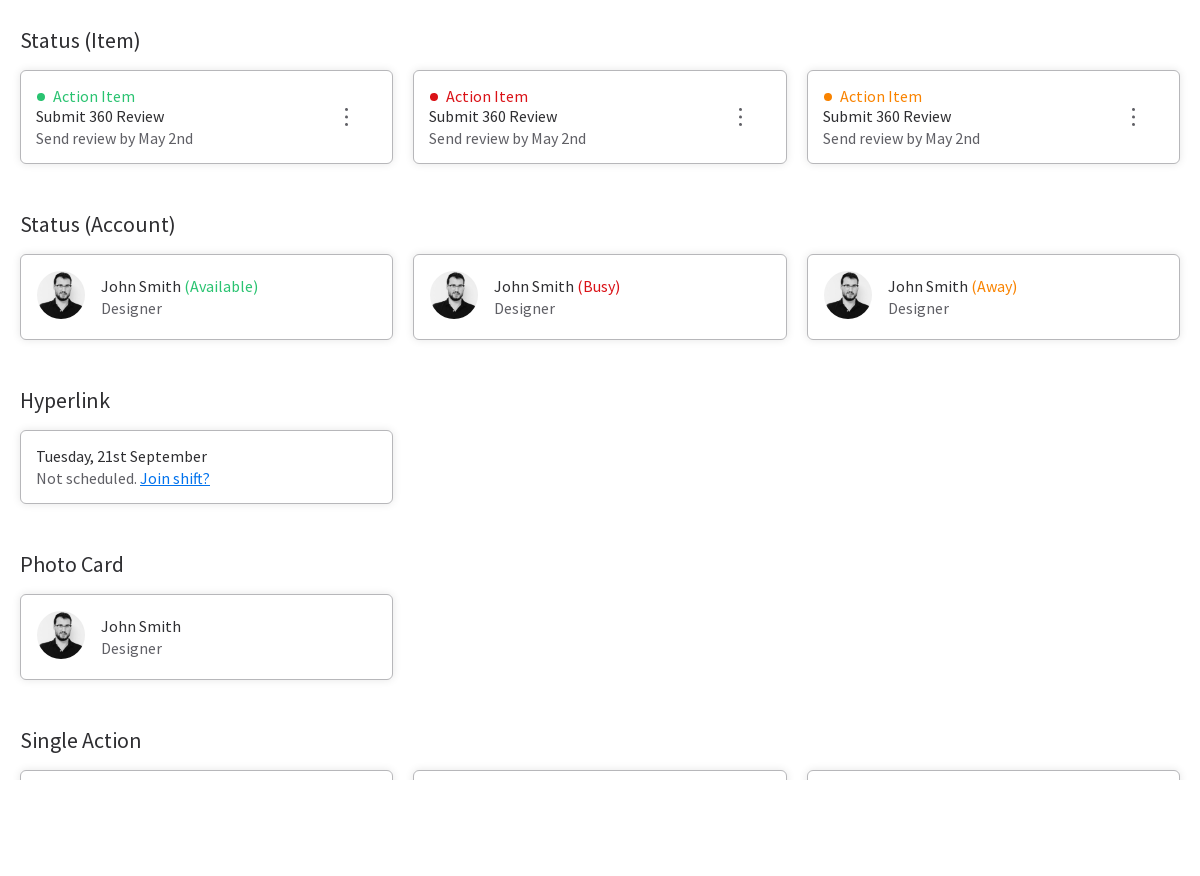 Status (Item)
Action Item
Submit 360 Review
Send review by May 2nd
Action Item
Submit 360 Review
Send review by May 2nd
Action Item
Submit 360 Review
Send review by May 2nd
Status (Account)
John Smith (Available)
Designer
John Smith (Busy)
Designer
John Smith (Away)
Designer
Hyperlink
Tuesday, 21st September
Not scheduled. Join shift?
Photo Card
John Smith
Designer
Single Action